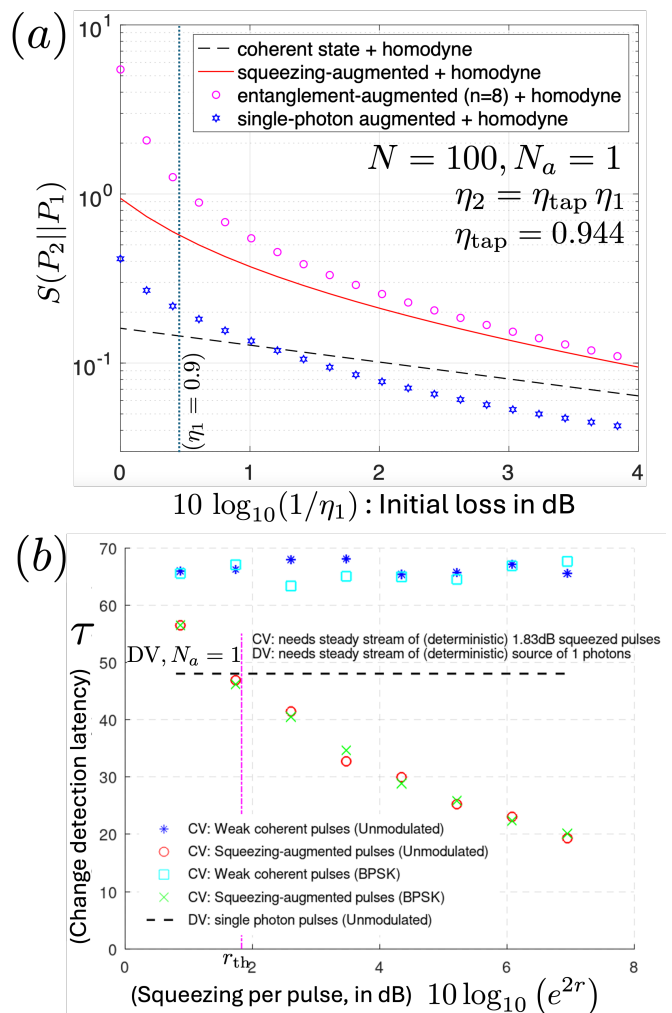 (a)
10^1
coherent state + homodyne
squeezing-augmented + homodyne
entanglement-augmented (n=8) + homodyne
single-photon augmented + homodyne
N = 100, N_a = 1
η_2 = η_tap η_1
η_tap = 0.944
S(P_2||P_1)
10^0
10^-1
(η_1 = 0.9)
0 1 2 3 4
10 log_10(1/η_1) : Initial loss in dB
(b)
70
60
τ
CV: needs steady stream of (deterministic) 1.83dB squeezed pulses
DV: needs steady stream of (deterministic) source of 1 photons
DV, N_a = 1
50
(Change detection latency)
40
30
20
CV: Weak coherent pulses (Unmodulated)
CV: Squeezing-augmented pulses (Unmodulated)
CV: Weak coherent pulses (BPSK)
CV: Squeezing-augmented pulses (BPSK)
DV: single photon pulses (Unmodulated)
10
0
0 r_th 2 4 6 8
(Squeezing per pulse, in dB) 10 log_10 (e^2r)